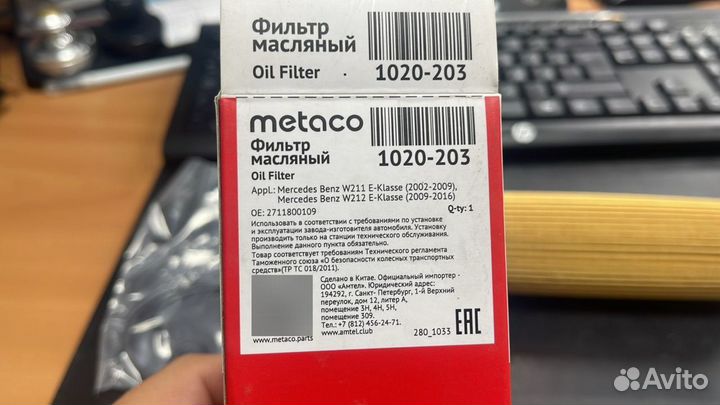 Фильтр
масляный
Oil Filter
1020-203
metaco
Фильтр
масляный
1020-203
Oil Filter
Appl.: Mercedes Benz W211 E-Klasse (2002-2009),
Mercedes Benz W212 E-Klasse (2009-2016)
OE: 2711800109
Q-ty: 1
Использовать в соответствии с требованиями по установке
и эксплуатации завода-изготовителя автомобиля. Установку
производить только на станции технического обслуживания.
Выполнение данного пункта обязательно.
Товар соответствует требованиям Технического регламента
Таможенного союза «О безопасности колесных транспортных
средств»(ТР ТС 018/2011).
Сделано в Китае. Официальный импортер -
ООО «Амтел». Юридический адрес:
194292, г. Санкт- Петербург, 1-й Верхний
переулок, дом 12, литер А,
помещение 3Н, 4Н, 5Н,
помещение 309.
Тел.: +7 (812) 456-24-71.
www.metaco.parts
www.amtel.club
280_1033
EAC
Avito